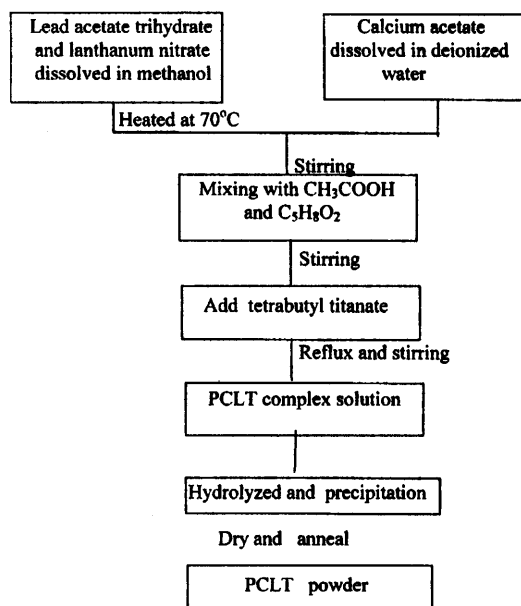 Lead acetate trihydrate
and lanthanum nitrate
dissolved in methanol
Calcium acetate
dissolved in deionized
water
Heated at 70°C
Stirring
Mixing with CH₃COOH
and C₅H₈O₂
Stirring
Add tetrabutyl titanate
Reflux and stirring
PCLT complex solution
Hydrolyzed and precipitation
Dry and anneal
PCLT powder